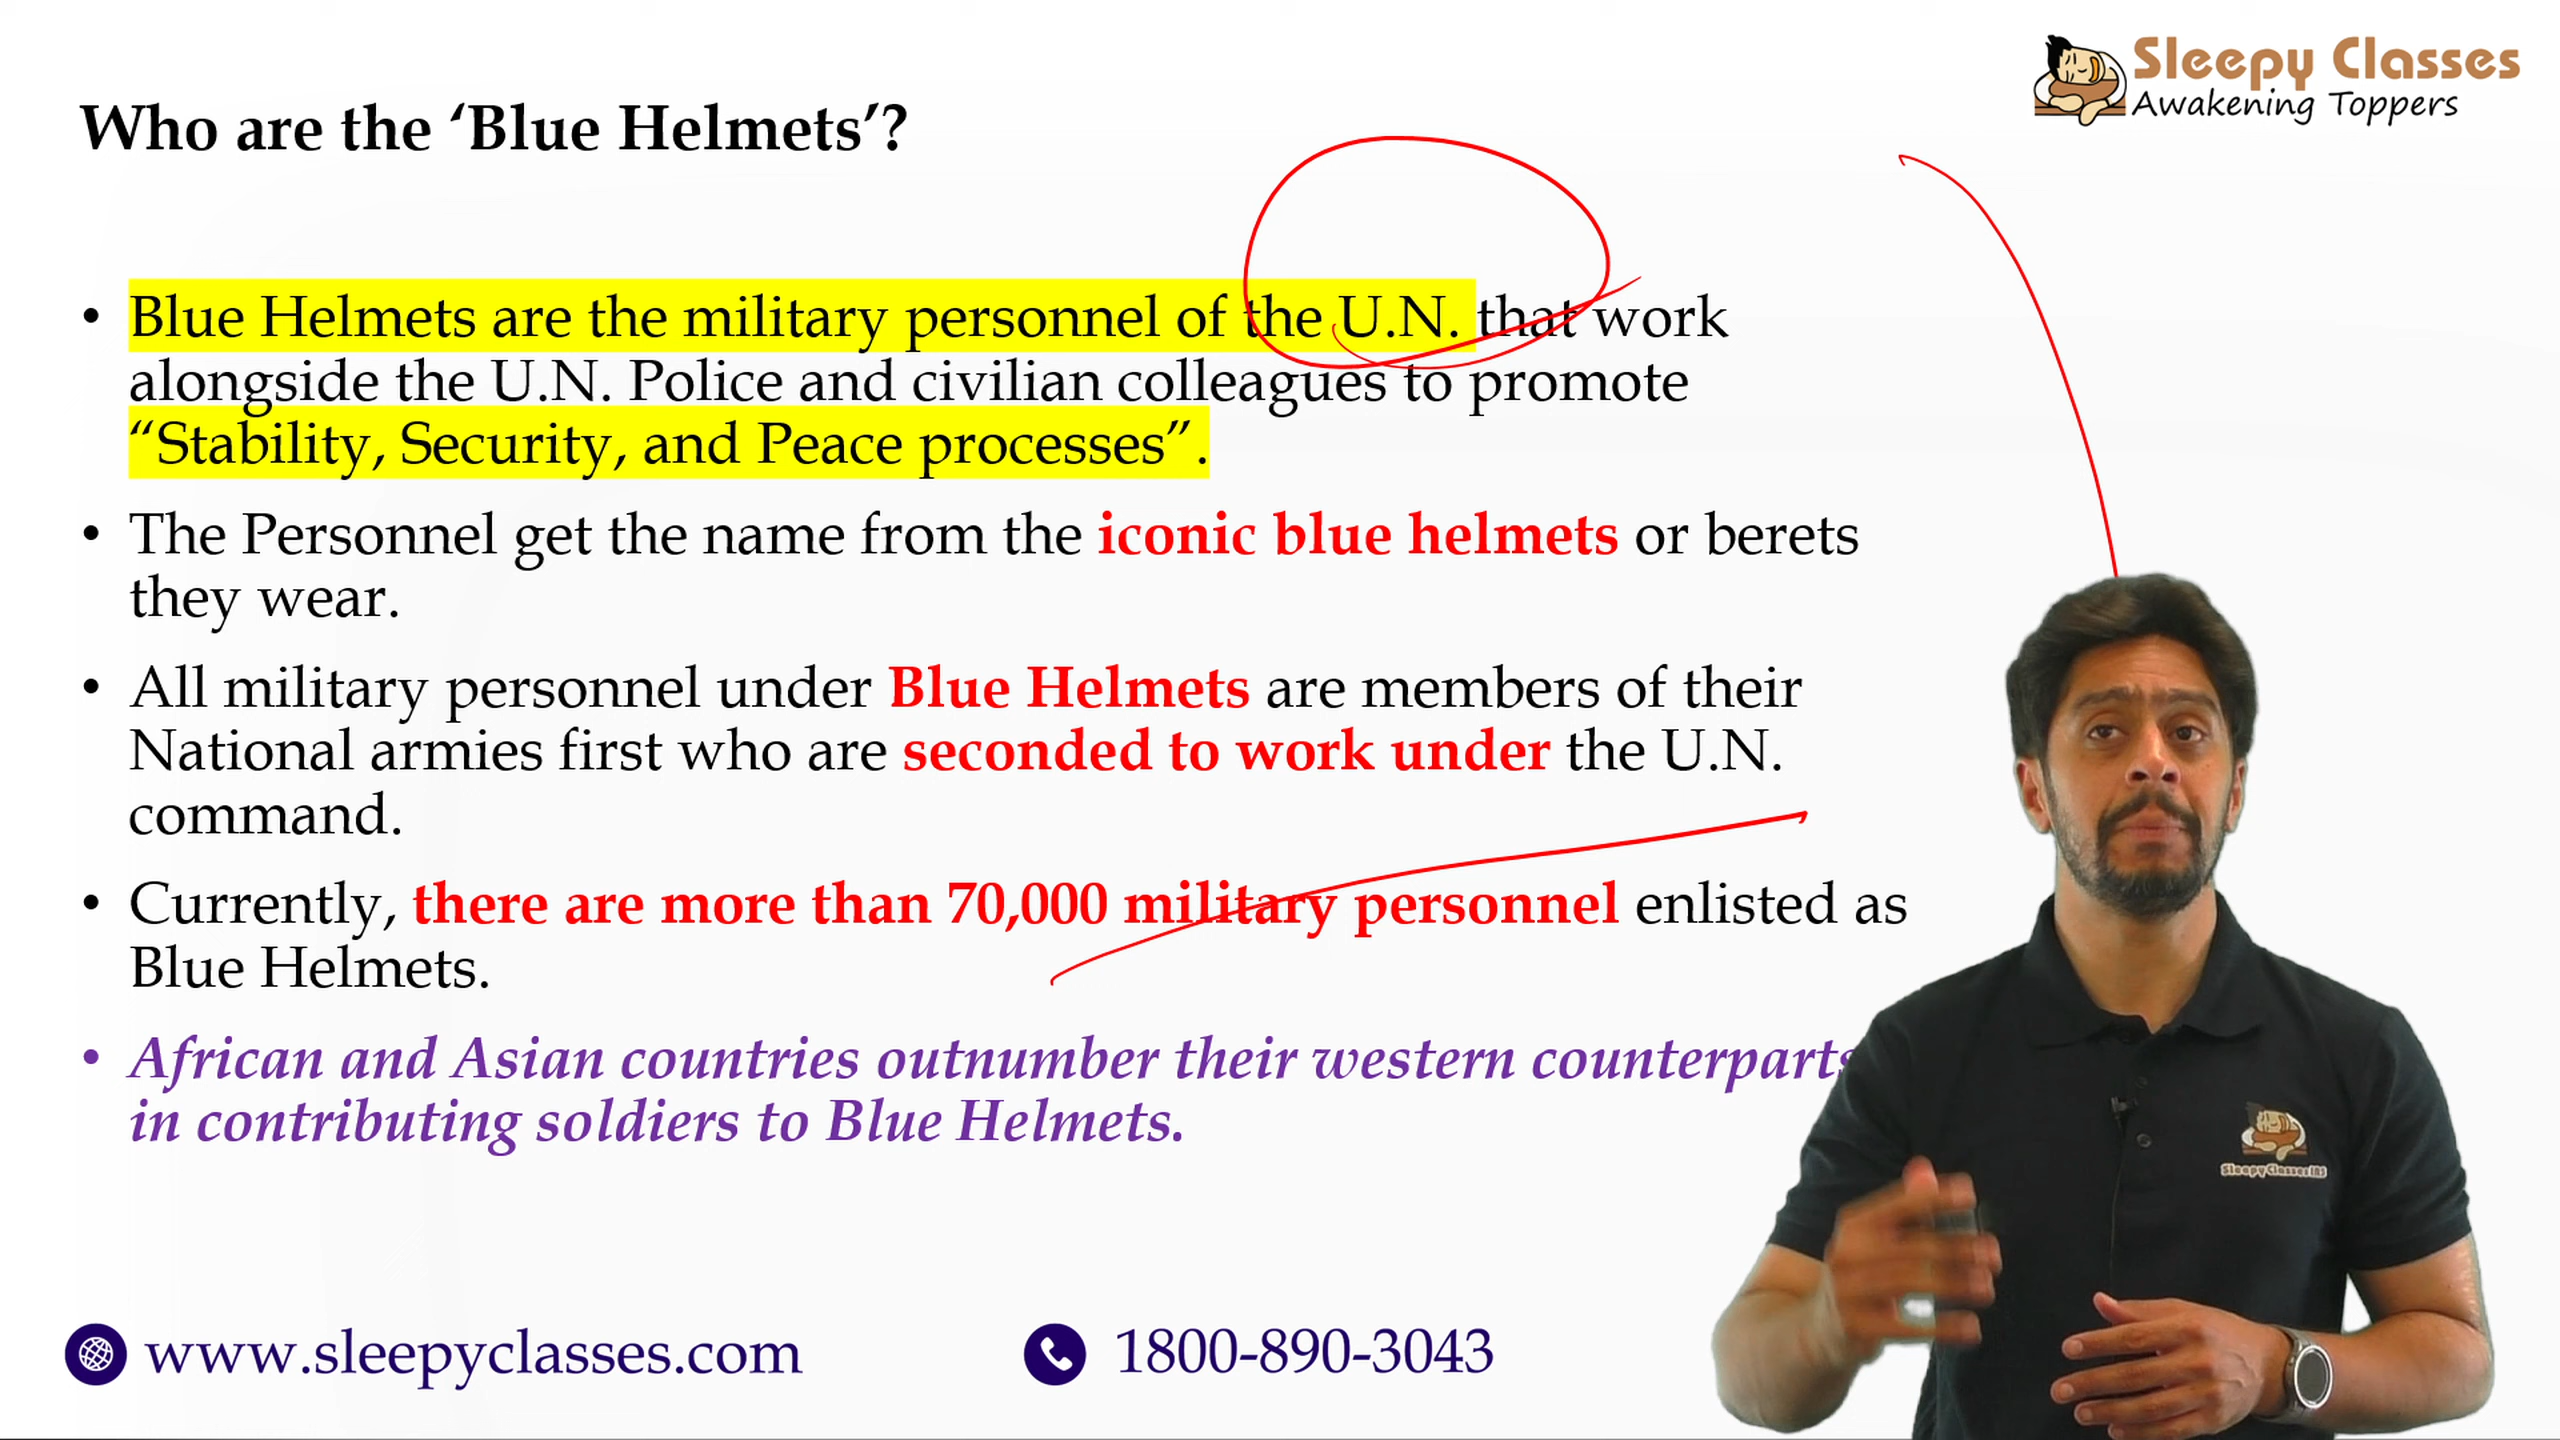 Sleepy Classes
Awakening Toppers
Who are the ‘Blue Helmets’?
• Blue Helmets are the military personnel of the U.N. that work
alongside the U.N. Police and civilian colleagues to promote
“Stability, Security, and Peace processes”.
• The Personnel get the name from the iconic blue helmets or berets
they wear.
• All military personnel under Blue Helmets are members of their
National armies first who are seconded to work under the U.N.
command.
• Currently, there are more than 70,000 military personnel enlisted as
Blue Helmets.
• African and Asian countries outnumber their western counterparts
in contributing soldiers to Blue Helmets.
SleepyClassesIAS
www.sleepyclasses.com
1800-890-3043